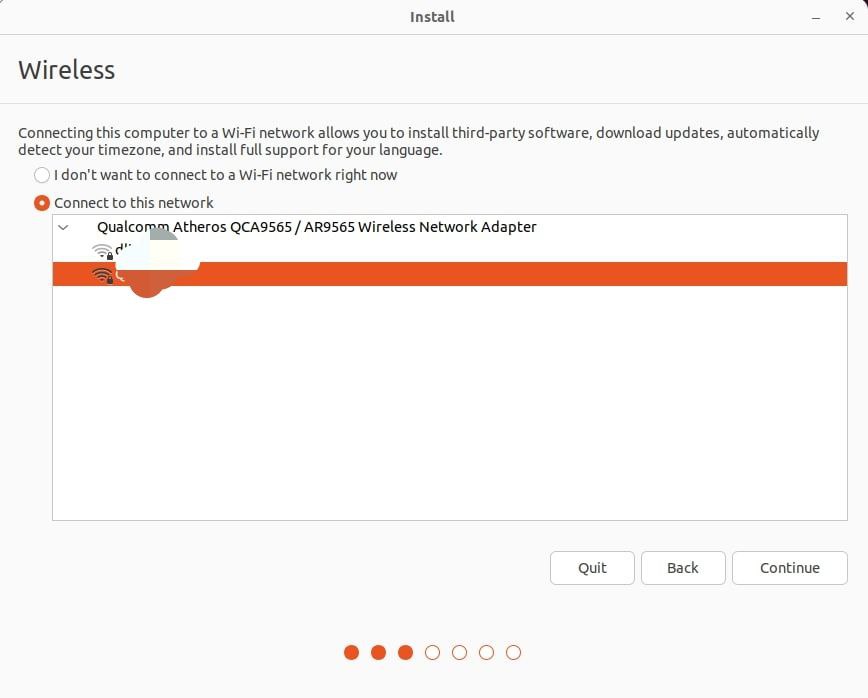 Install
Wireless
Connecting this computer to a Wi-Fi network allows you to install third-party software, download updates, automatically
detect your timezone, and install full support for your language.
I don't want to connect to a Wi-Fi network right now
Connect to this network
Qualcomm Atheros QCA9565 / AR9565 Wireless Network Adapter
Quit
Back
Continue